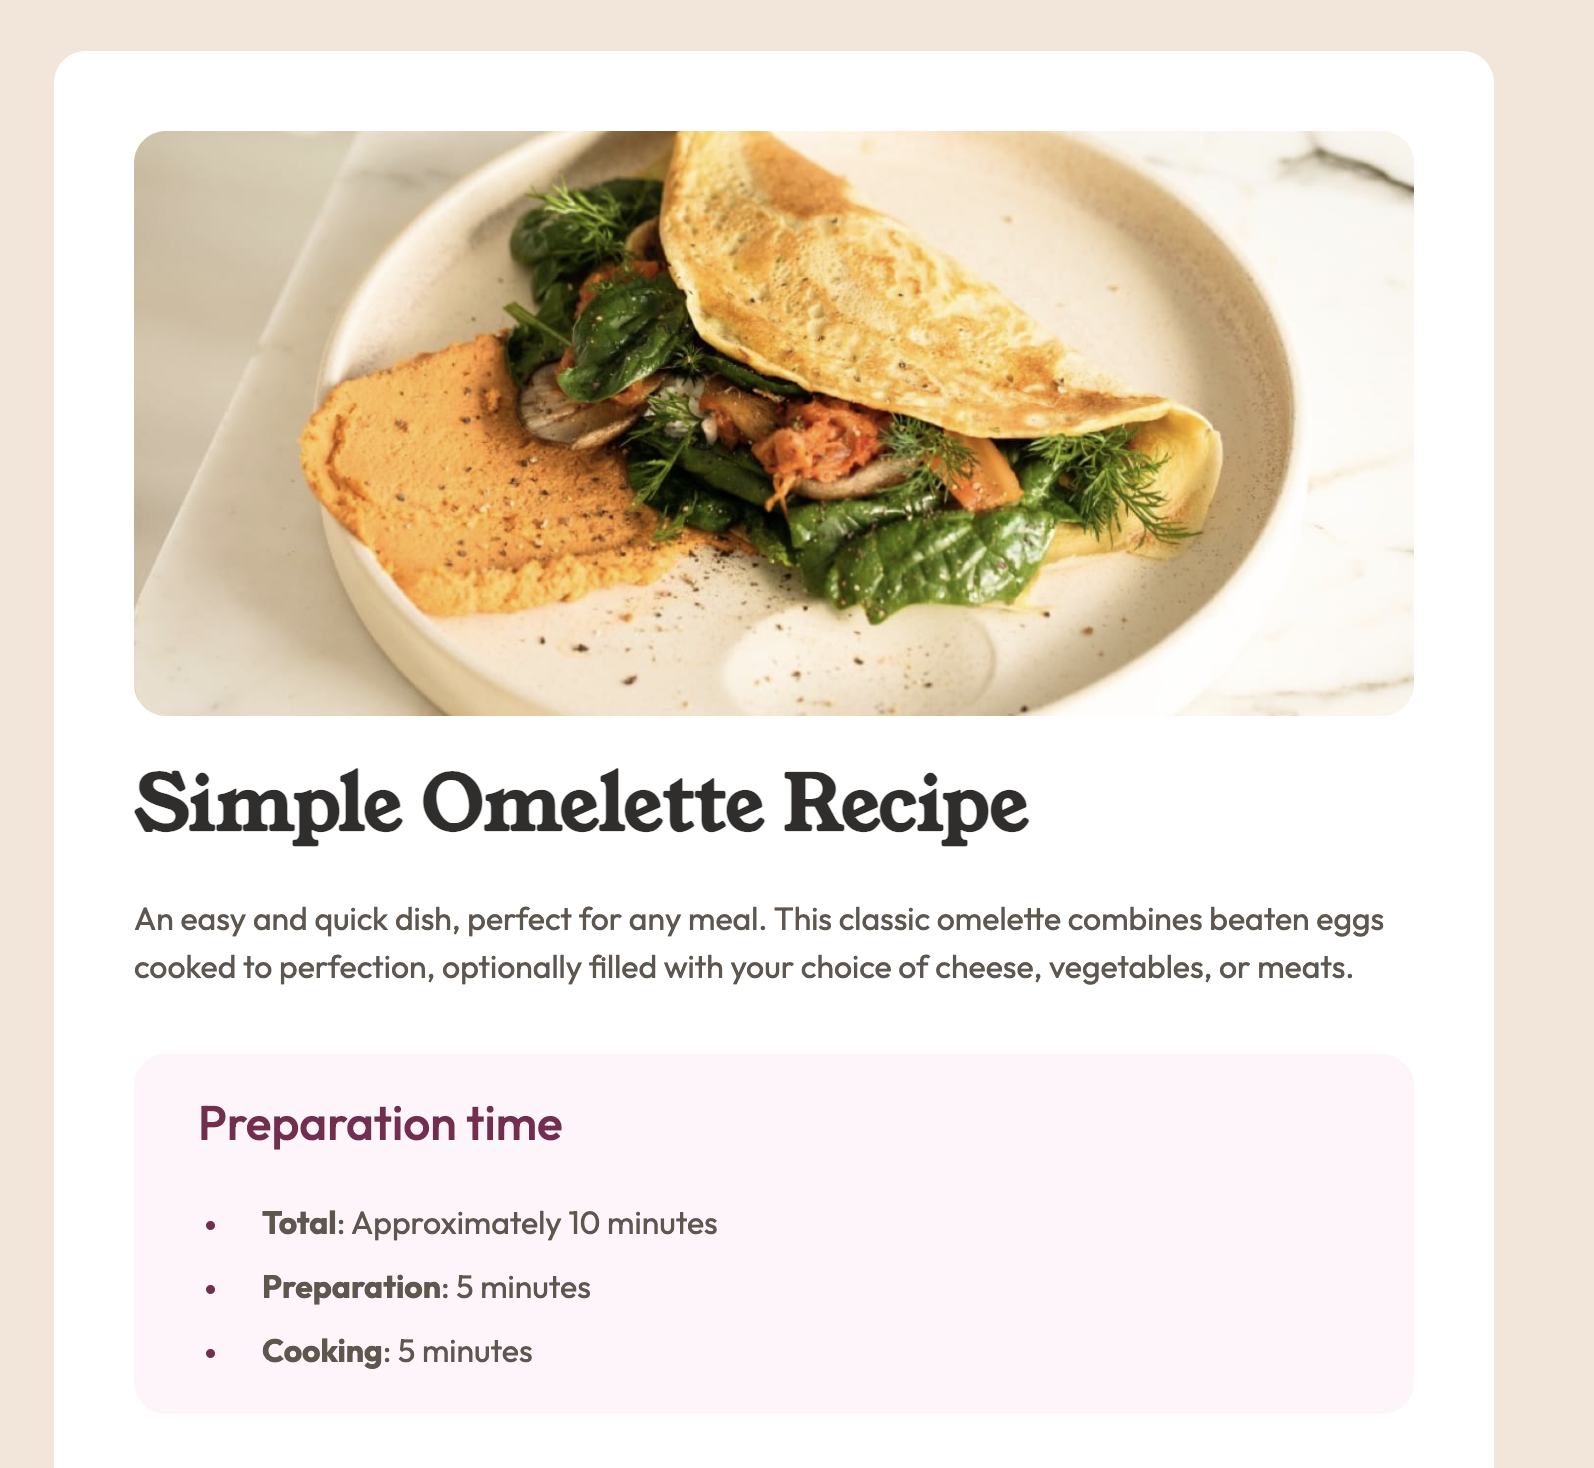 Simple Omelette Recipe
An easy and quick dish, perfect for any meal. This classic omelette combines beaten eggs
cooked to perfection, optionally filled with your choice of cheese, vegetables, or meats.
Preparation time
• Total: Approximately 10 minutes
• Preparation: 5 minutes
• Cooking: 5 minutes